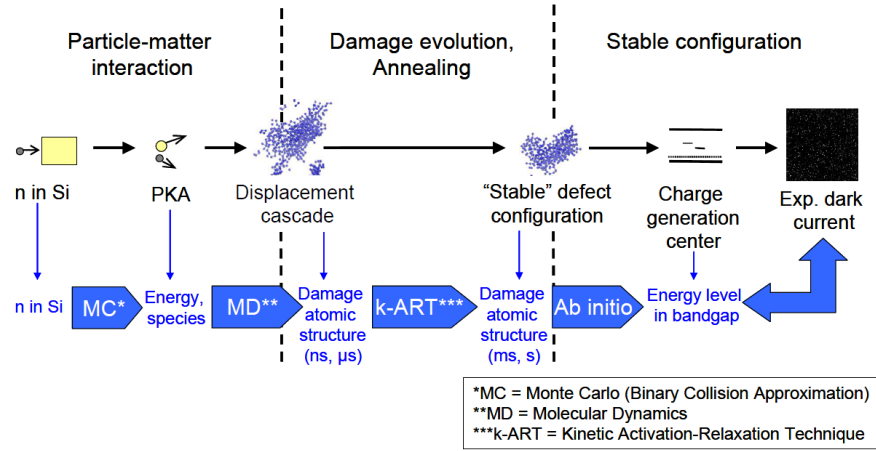 Particle-matter
interaction
Damage evolution,
Annealing
Stable configuration
n in Si
PKA
Displacement
cascade
“Stable” defect
configuration
Charge
generation
center
Exp. dark
current
n in Si
MC*
Energy,
species
MD**
Damage
atomic
structure
(ns, µs)
k-ART***
Damage
atomic
structure
(ms, s)
Ab initio
Energy level
in bandgap
*MC = Monte Carlo (Binary Collision Approximation)
**MD = Molecular Dynamics
***k-ART = Kinetic Activation-Relaxation Technique